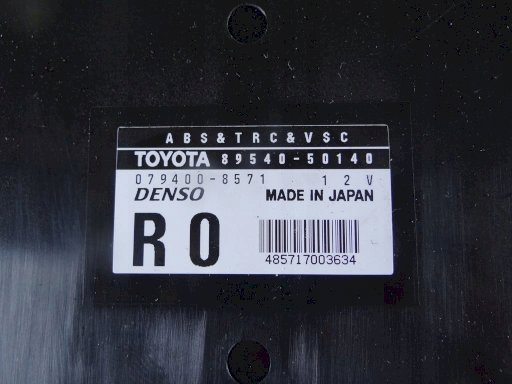 ABS&TRC&VSC
TOYOTA 89540-50140
079400-8571 12V
DENSO MADE IN JAPAN
R0
485717003634